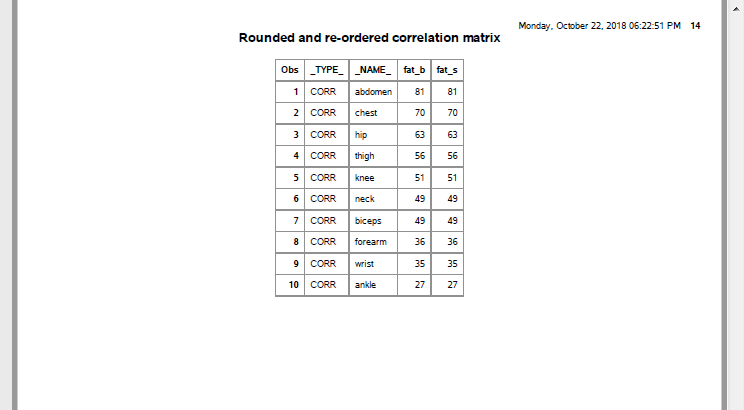 Monday, October 22, 2018 06:22:51 PM 14
Rounded and re-ordered correlation matrix
Obs _TYPE_ _NAME_ fat_b fat_s
1 CORR abdomen 81 81
2 CORR chest 70 70
3 CORR hip 63 63
4 CORR thigh 56 56
5 CORR knee 51 51
6 CORR neck 49 49
7 CORR biceps 49 49
8 CORR forearm 36 36
9 CORR wrist 35 35
10 CORR ankle 27 27